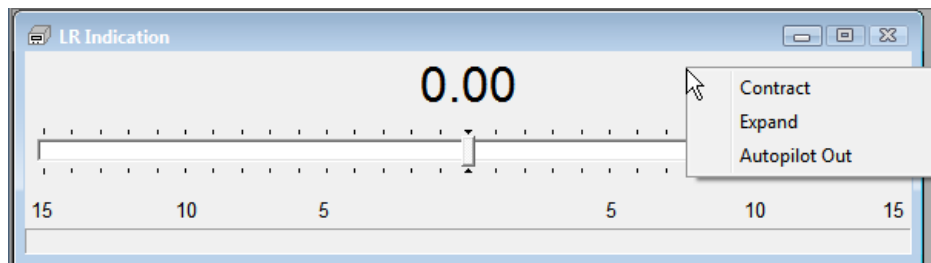 LR Indication
0.00
Contract
Expand
Autopilot Out
15 10 5 5 10 15